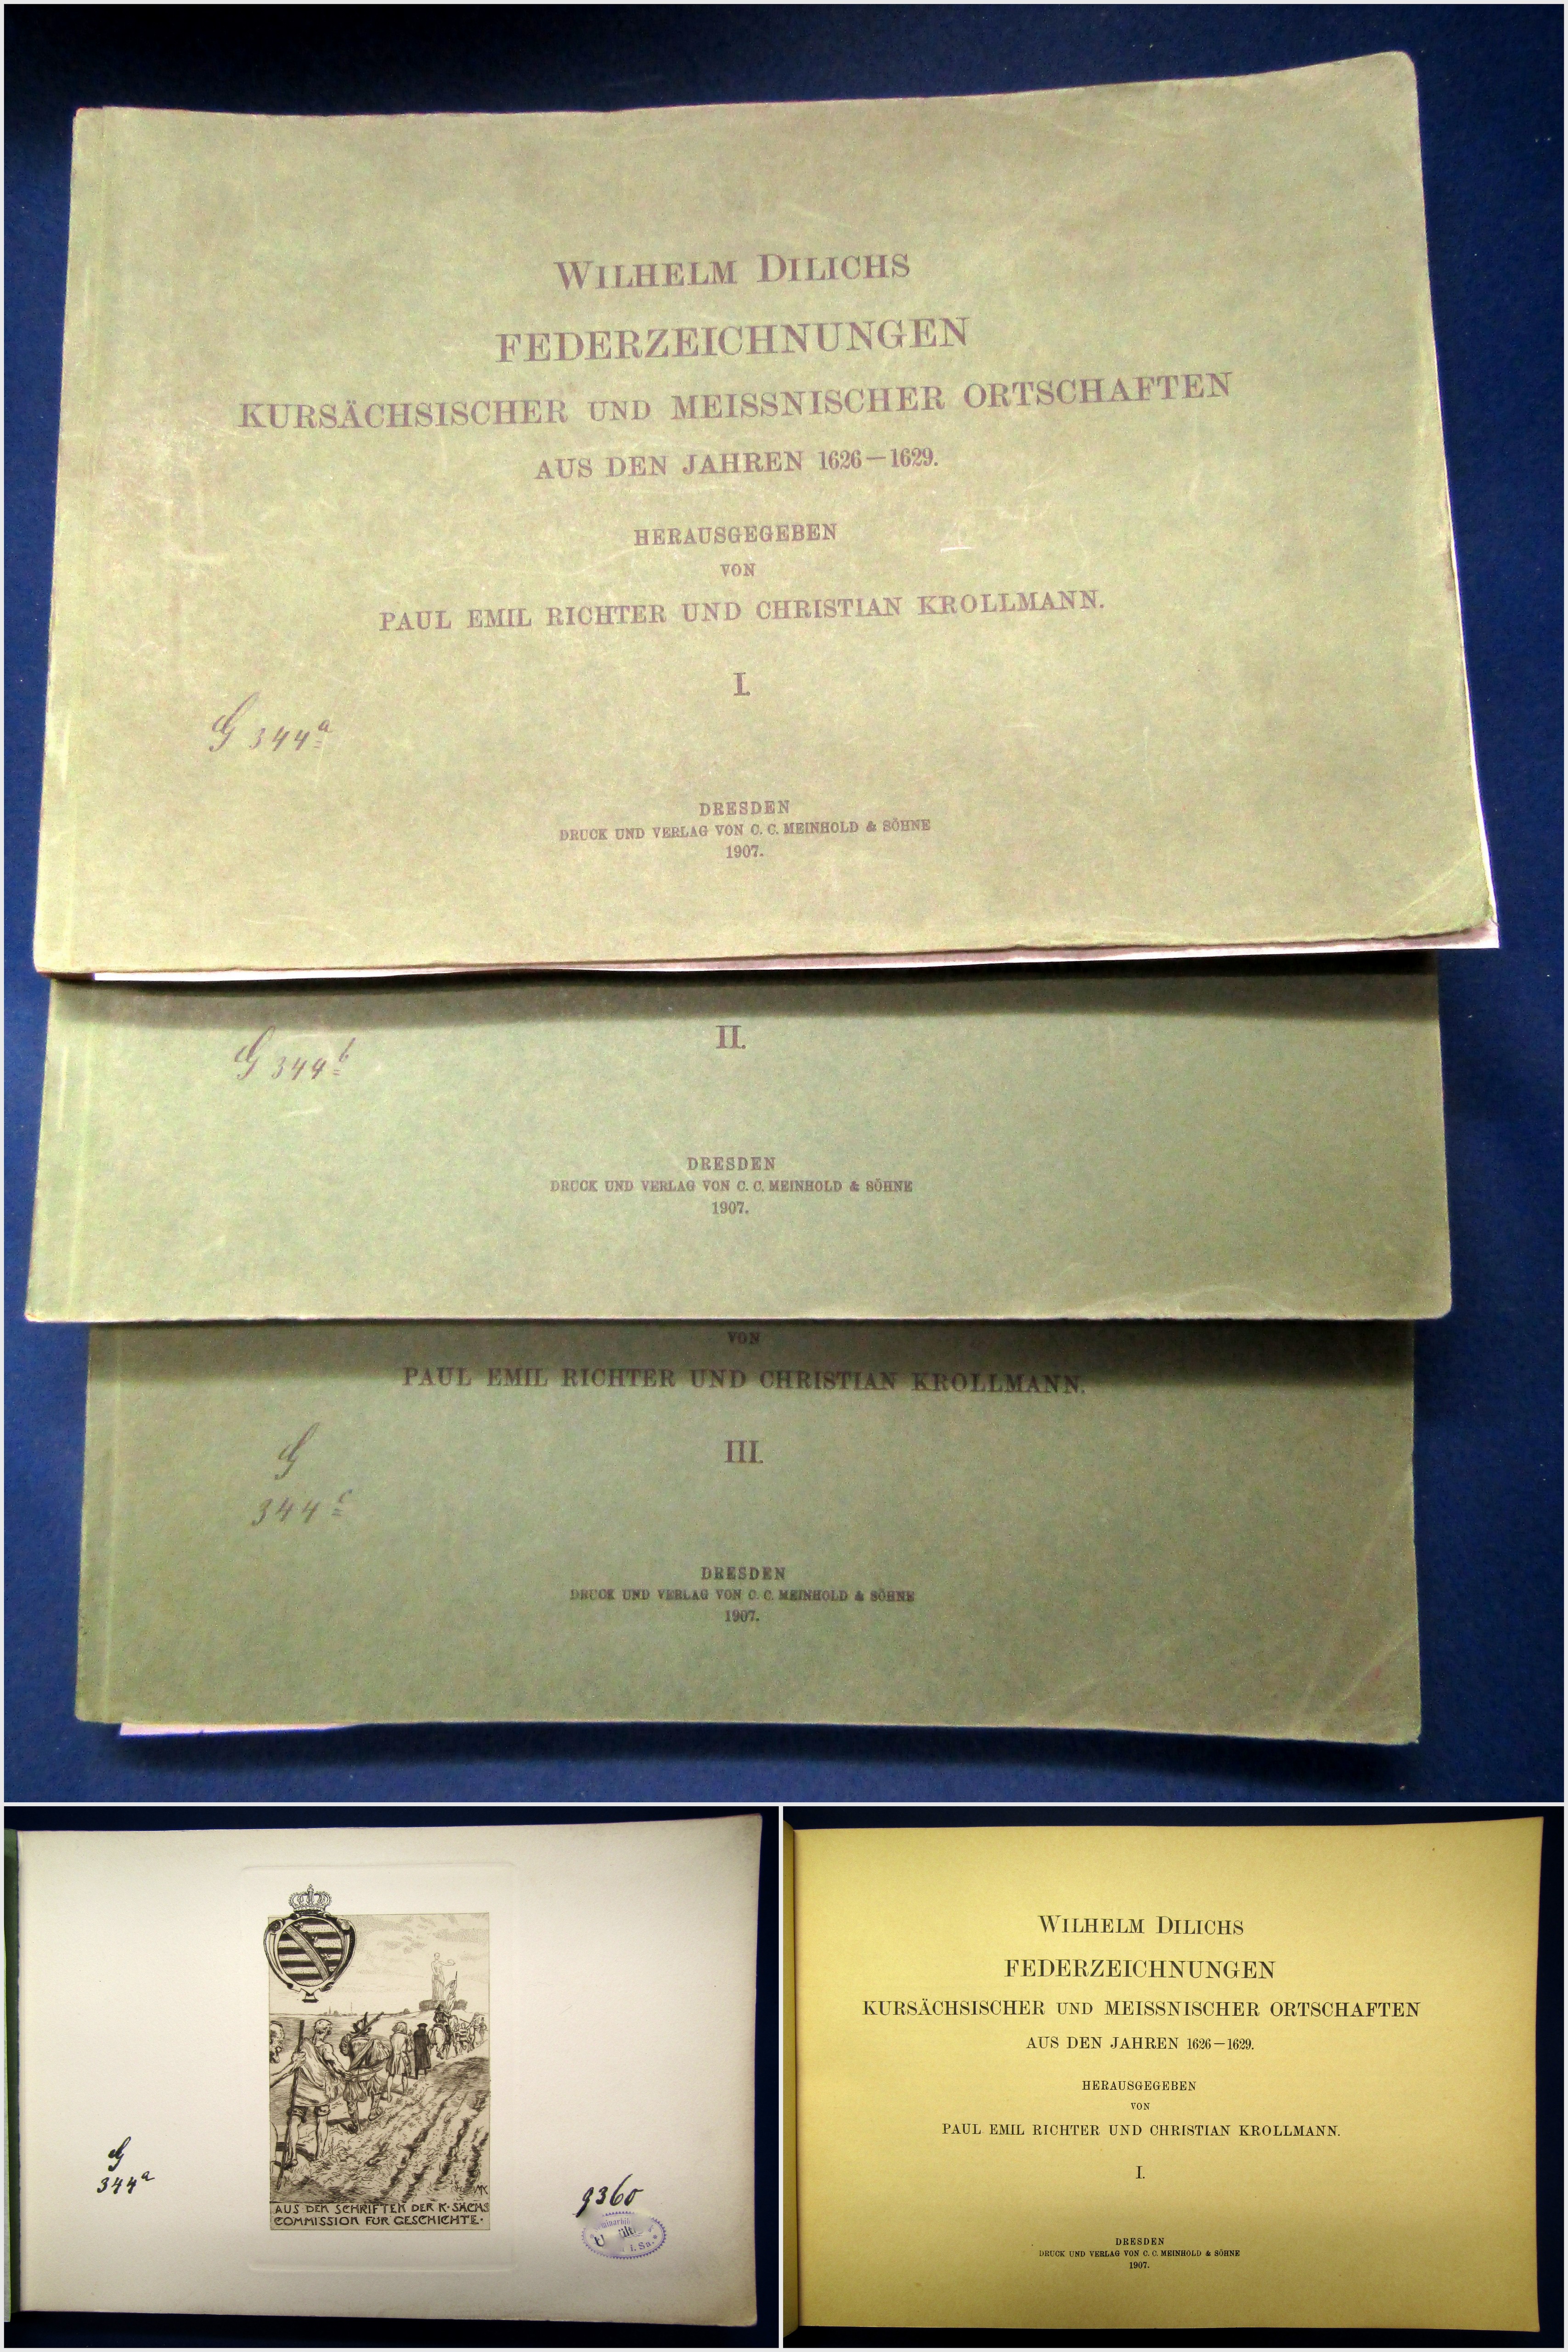 WILHELM DILICHS
FEDERZEICHNUNGEN
KURSÄCHSISCHER UND MEISSNISCHER ORTSCHAFTEN
AUS DEN JAHREN 1626—1629.
HERAUSGEGEBEN
VON
PAUL EMIL RICHTER UND CHRISTIAN KROLLMANN.
I.
G 344a
DRESDEN
DRUCK UND VERLAG VON C. C. MEINHOLD & SÖHNE
1907.
II.
G 344b
DRESDEN
DRUCK UND VERLAG VON C. C. MEINHOLD & SÖHNE
1907.
VON
PAUL EMIL RICHTER UND CHRISTIAN KROLLMANN.
III.
G
344c
DRESDEN
DRUCK UND VERLAG VON C. C. MEINHOLD & SÖHNE
1907.
G
344a
MK
AUS DEN SCHRIFTEN DER K. SÄCHS
COMMISSION FÜR GESCHICHTE.
9360
i. Sa.
WILHELM DILICHS
FEDERZEICHNUNGEN
KURSÄCHSISCHER UND MEISSNISCHER ORTSCHAFTEN
AUS DEN JAHREN 1626—1629.
HERAUSGEGEBEN
VON
PAUL EMIL RICHTER UND CHRISTIAN KROLLMANN.
I.
DRESDEN
DRUCK UND VERLAG VON C. C. MEINHOLD & SÖHNE
1907.